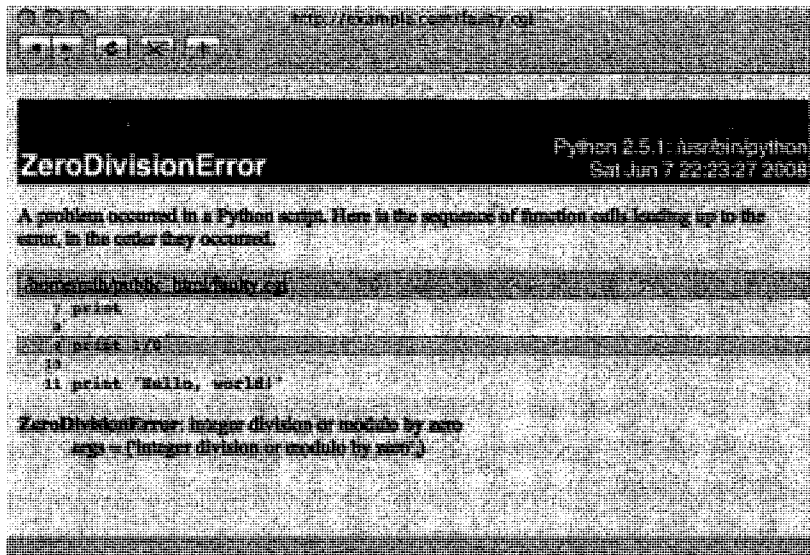 http://example.com/faulty.cgi
ZeroDivisionError
Python 2.5.1: /usr/bin/python
Sat Jun 7 22:23:27 2008
A problem occurred in a Python script. Here is the sequence of function calls leading up to the
error, in the order they occurred.
7 print
8
9 print 1/0
10
11 print "Hello, world!"
ZeroDivisionError: integer division or modulo by zero
args = ('integer division or modulo by zero',)